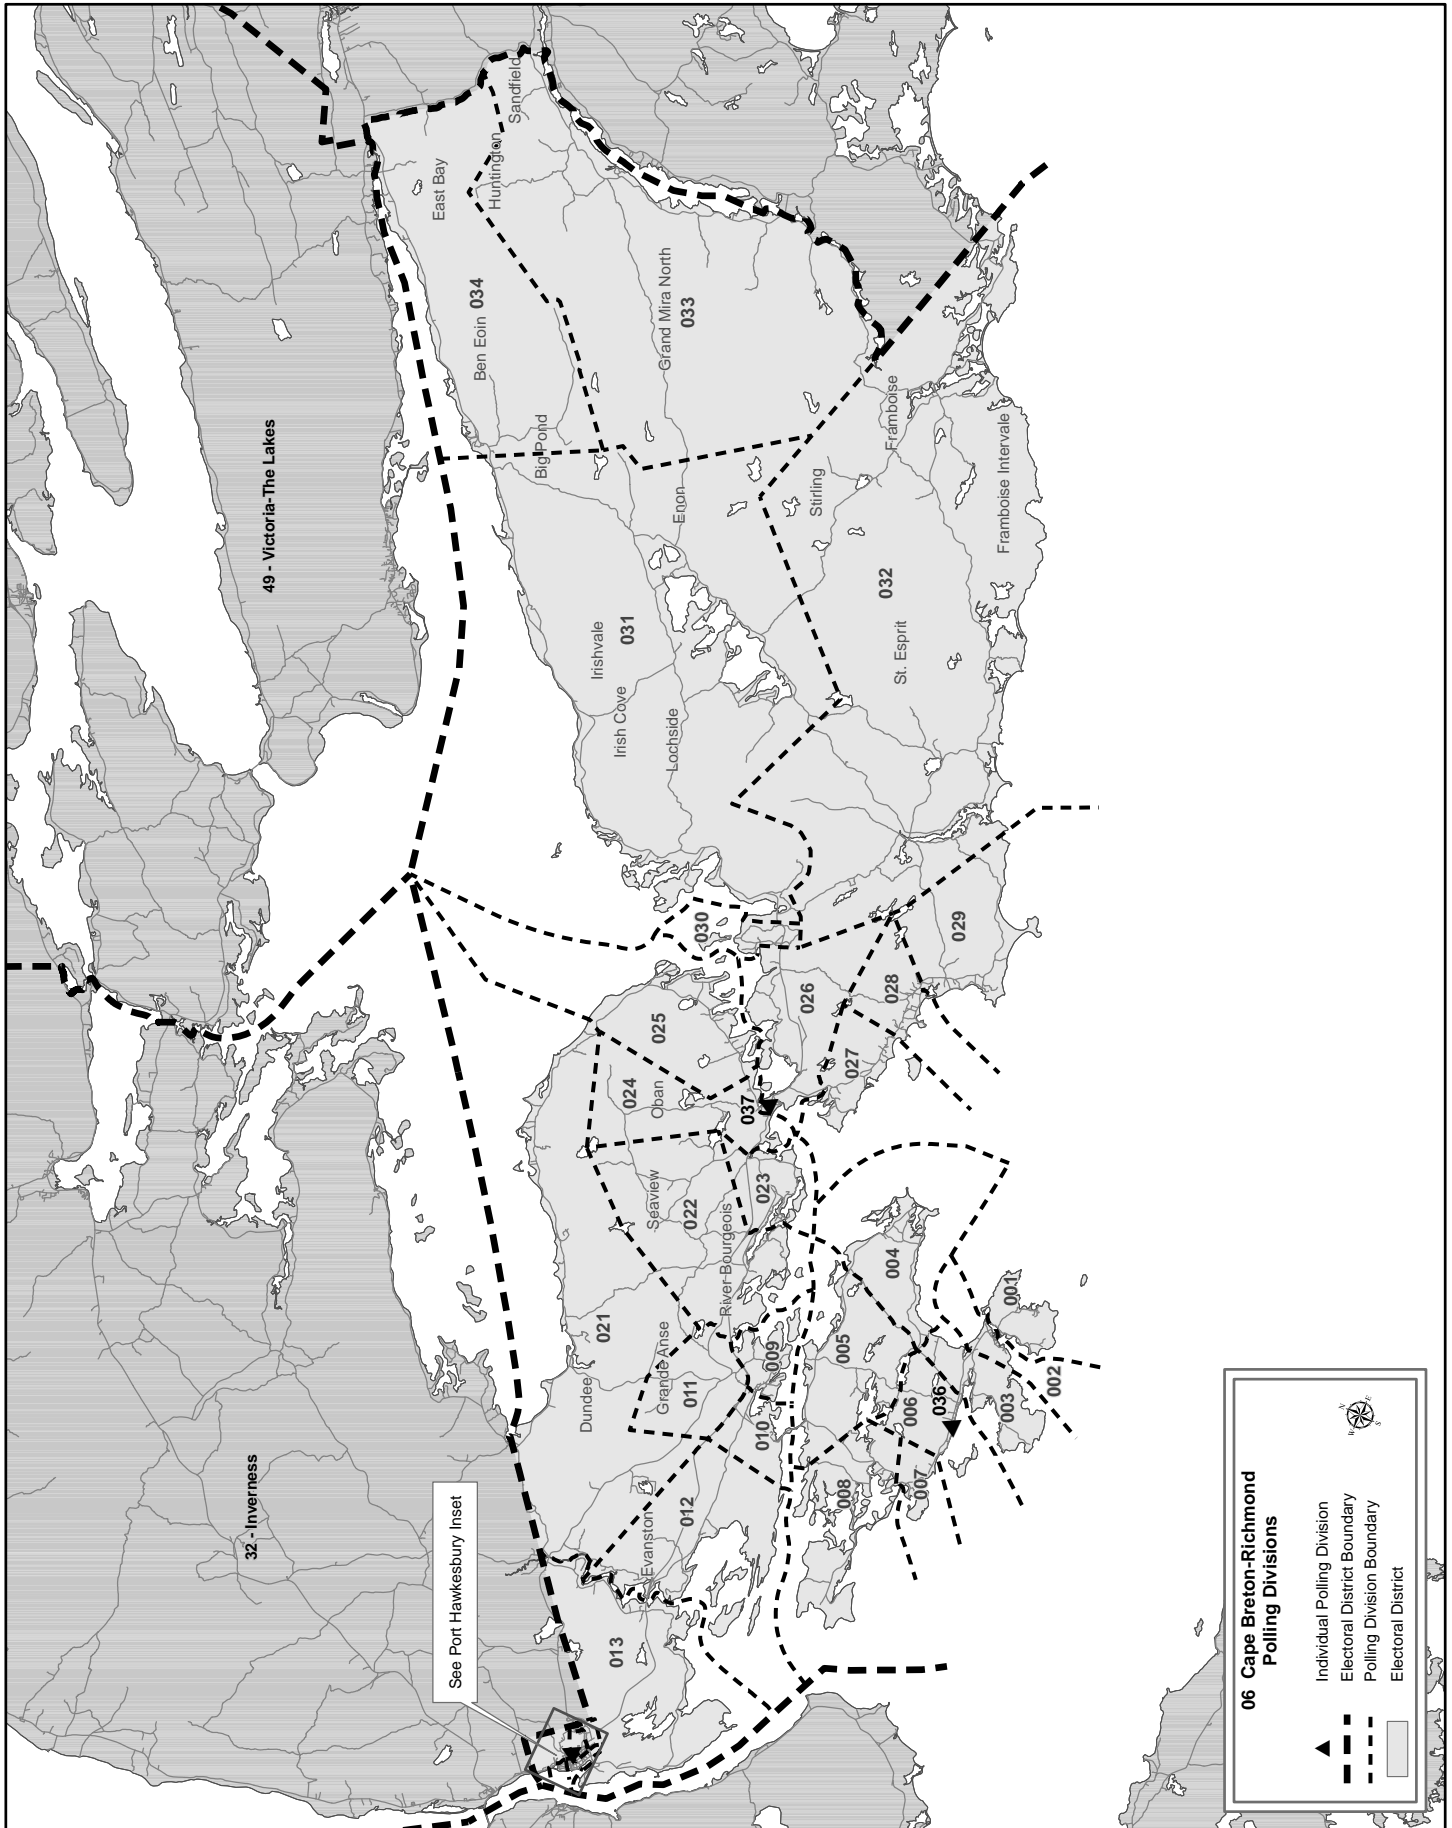 49 - Victoria-The Lakes
32 - Inverness
See Port Hawkesbury Inset
East Bay
Huntington
Sandfield
Ben Eoin
034
Grand Mira North
033
Big Pond
Enon
Stirling
Framboise
Framboise Intervale
032
St. Esprit
Irishvale
031
Irish Cove
Lochside
030
029
028
026
027
025
024
Oban
037
Seaview
022
023
River Bourgeois
021
Dundee
Grande Anse
011
009
010
012
Evanston
013
004
005
006
036
007
008
001
002
003
06 Cape Breton-Richmond
Polling Divisions
Individual Polling Division
Electoral District Boundary
Polling Division Boundary
Electoral District
N
E
S
W